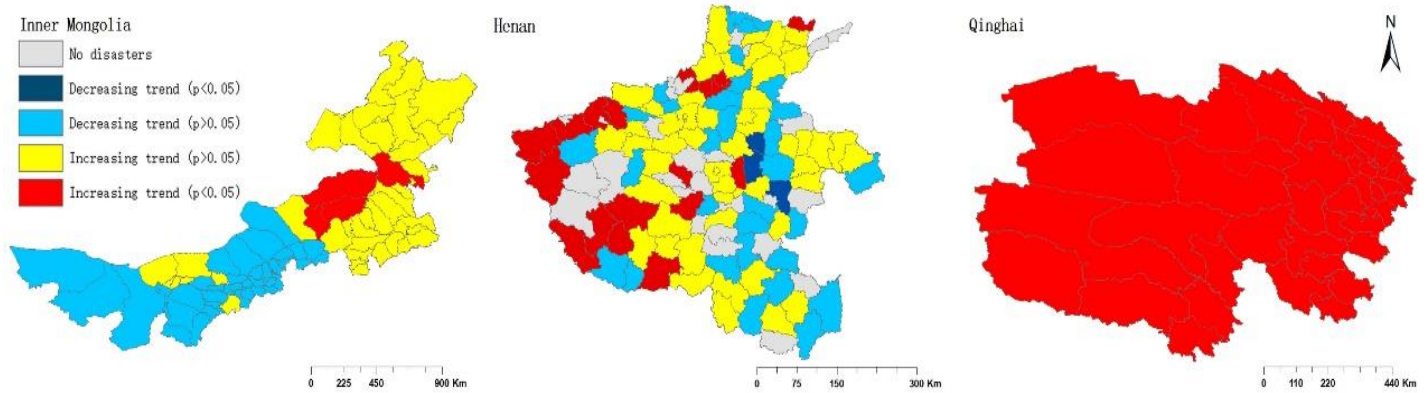 Inner Mongolia
No disasters
Decreasing trend (p<0.05)
Decreasing trend (p>0.05)
Increasing trend (p>0.05)
Increasing trend (p<0.05)
0 225 450 900 Km
Henan
0 75 150 300 Km
Qinghai
N
0 110 220 440 Km